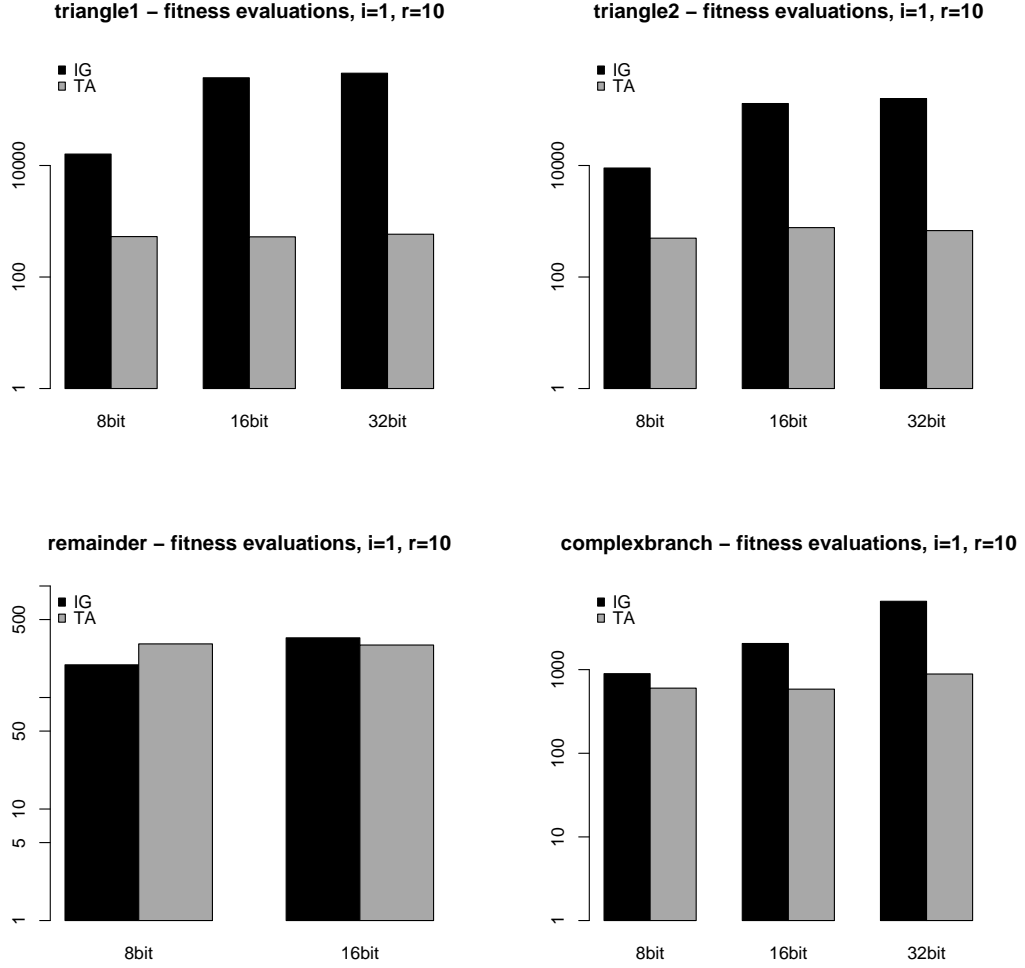 triangle1 – fitness evaluations, i=1, r=10
IG
TA
10000
100
1
8bit 16bit 32bit
triangle2 – fitness evaluations, i=1, r=10
IG
TA
10000
100
1
8bit 16bit 32bit
remainder – fitness evaluations, i=1, r=10
IG
TA
500
50
10
5
1
8bit 16bit
complexbranch – fitness evaluations, i=1, r=10
IG
TA
1000
100
10
1
8bit 16bit 32bit